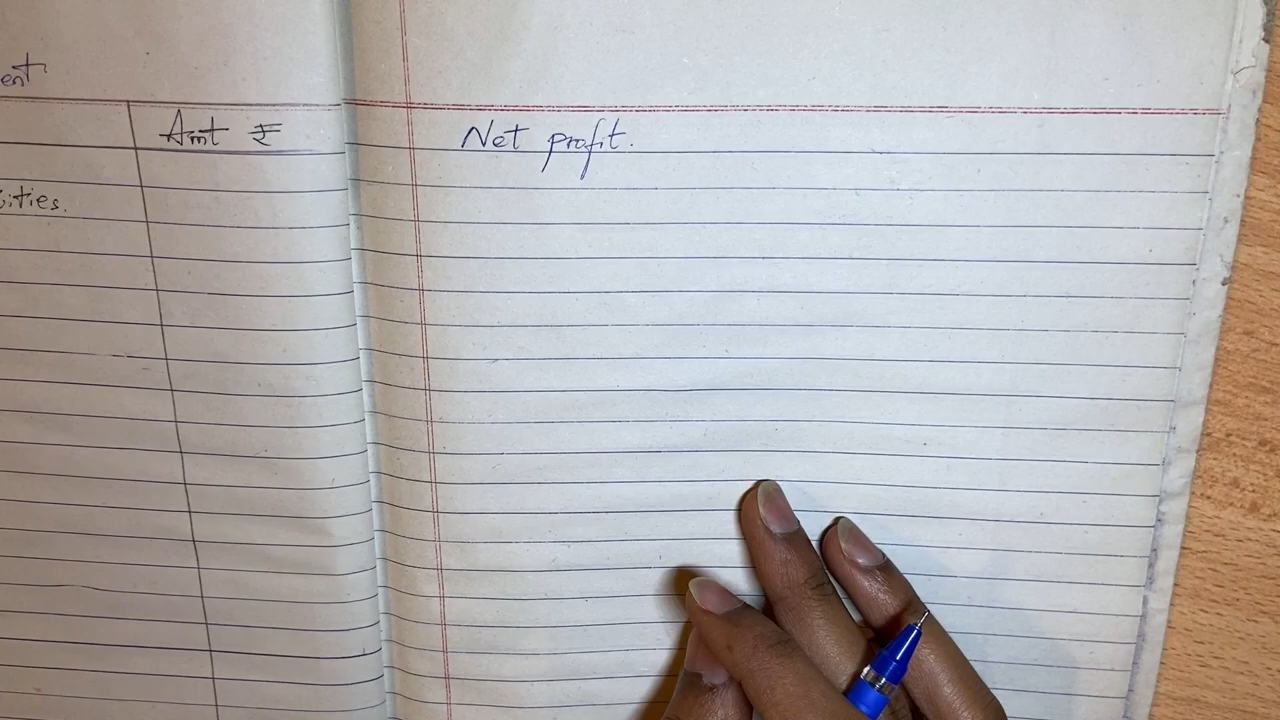 ent
Amt ₹
ities.
Net profit.